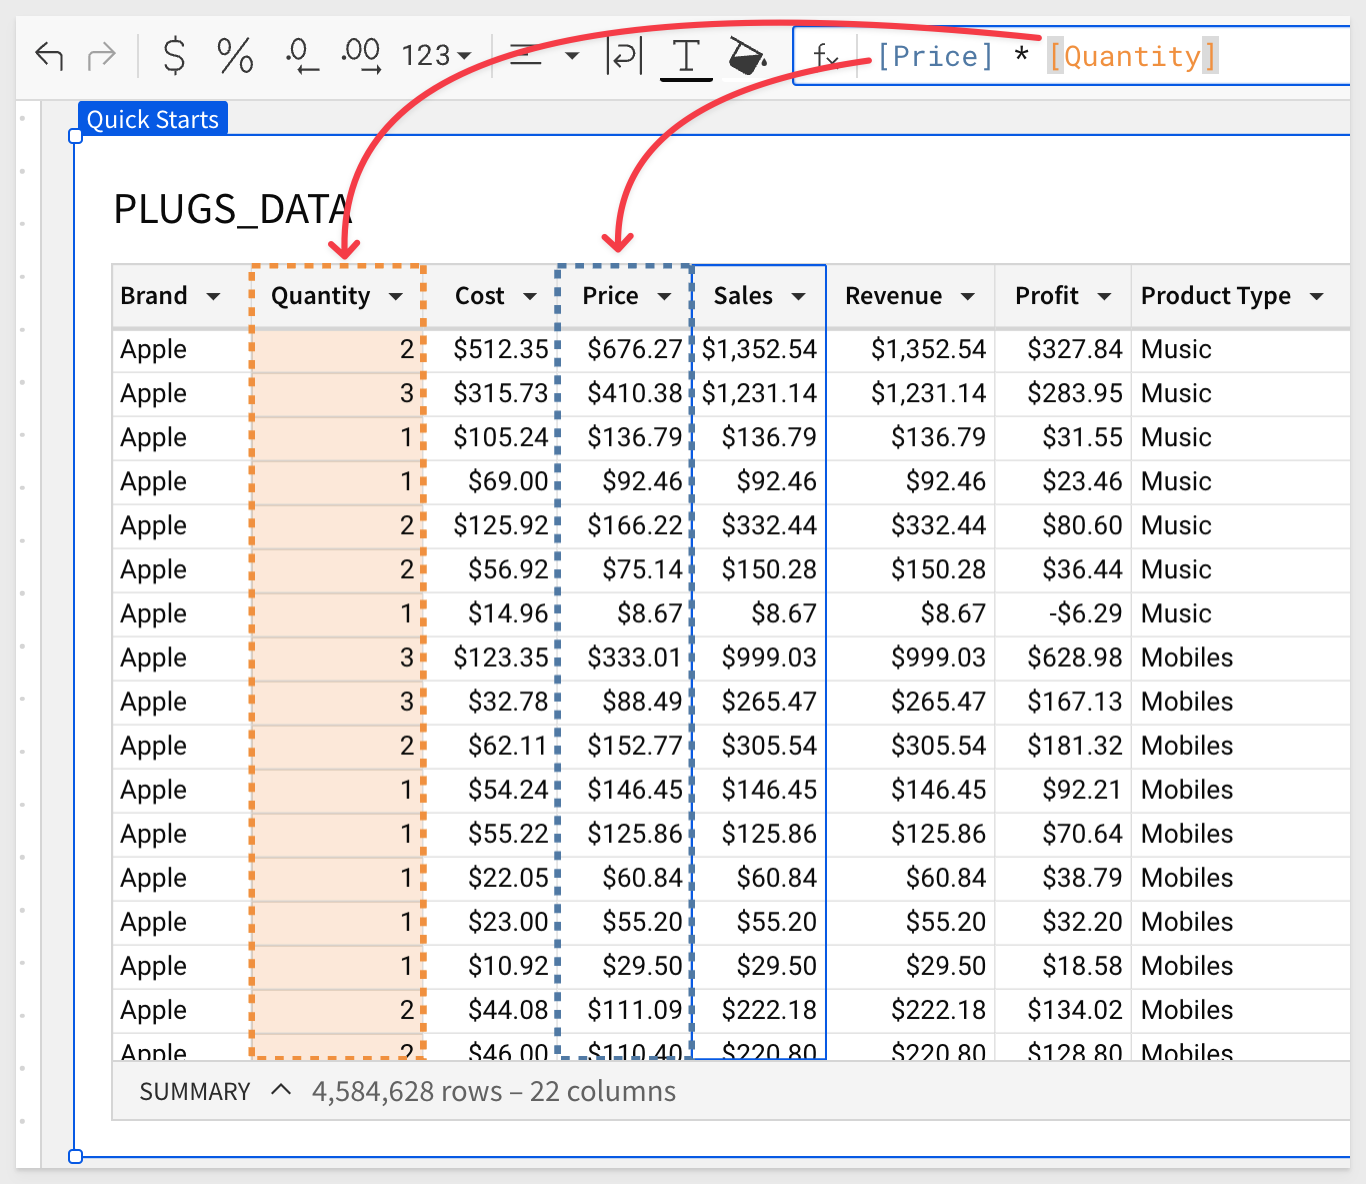 $ % .0 .00 123 T fx [Price] * [Quantity]
Quick Starts
PLUGS_DATA
Brand Quantity Cost Price Sales Revenue Profit Product Type
Apple 2 $512.35 $676.27 $1,352.54 $1,352.54 $327.84 Music
Apple 3 $315.73 $410.38 $1,231.14 $1,231.14 $283.95 Music
Apple 1 $105.24 $136.79 $136.79 $136.79 $31.55 Music
Apple 1 $69.00 $92.46 $92.46 $92.46 $23.46 Music
Apple 2 $125.92 $166.22 $332.44 $332.44 $80.60 Music
Apple 2 $56.92 $75.14 $150.28 $150.28 $36.44 Music
Apple 1 $14.96 $8.67 $8.67 $8.67 -$6.29 Music
Apple 3 $123.35 $333.01 $999.03 $999.03 $628.98 Mobiles
Apple 3 $32.78 $88.49 $265.47 $265.47 $167.13 Mobiles
Apple 2 $62.11 $152.77 $305.54 $305.54 $181.32 Mobiles
Apple 1 $54.24 $146.45 $146.45 $146.45 $92.21 Mobiles
Apple 1 $55.22 $125.86 $125.86 $125.86 $70.64 Mobiles
Apple 1 $22.05 $60.84 $60.84 $60.84 $38.79 Mobiles
Apple 1 $23.00 $55.20 $55.20 $55.20 $32.20 Mobiles
Apple 1 $10.92 $29.50 $29.50 $29.50 $18.58 Mobiles
Apple 2 $44.08 $111.09 $222.18 $222.18 $134.02 Mobiles
Apple 2 $46.00 $110.40 $220.80 $220.80 $128.80 Mobiles
SUMMARY 4,584,628 rows – 22 columns